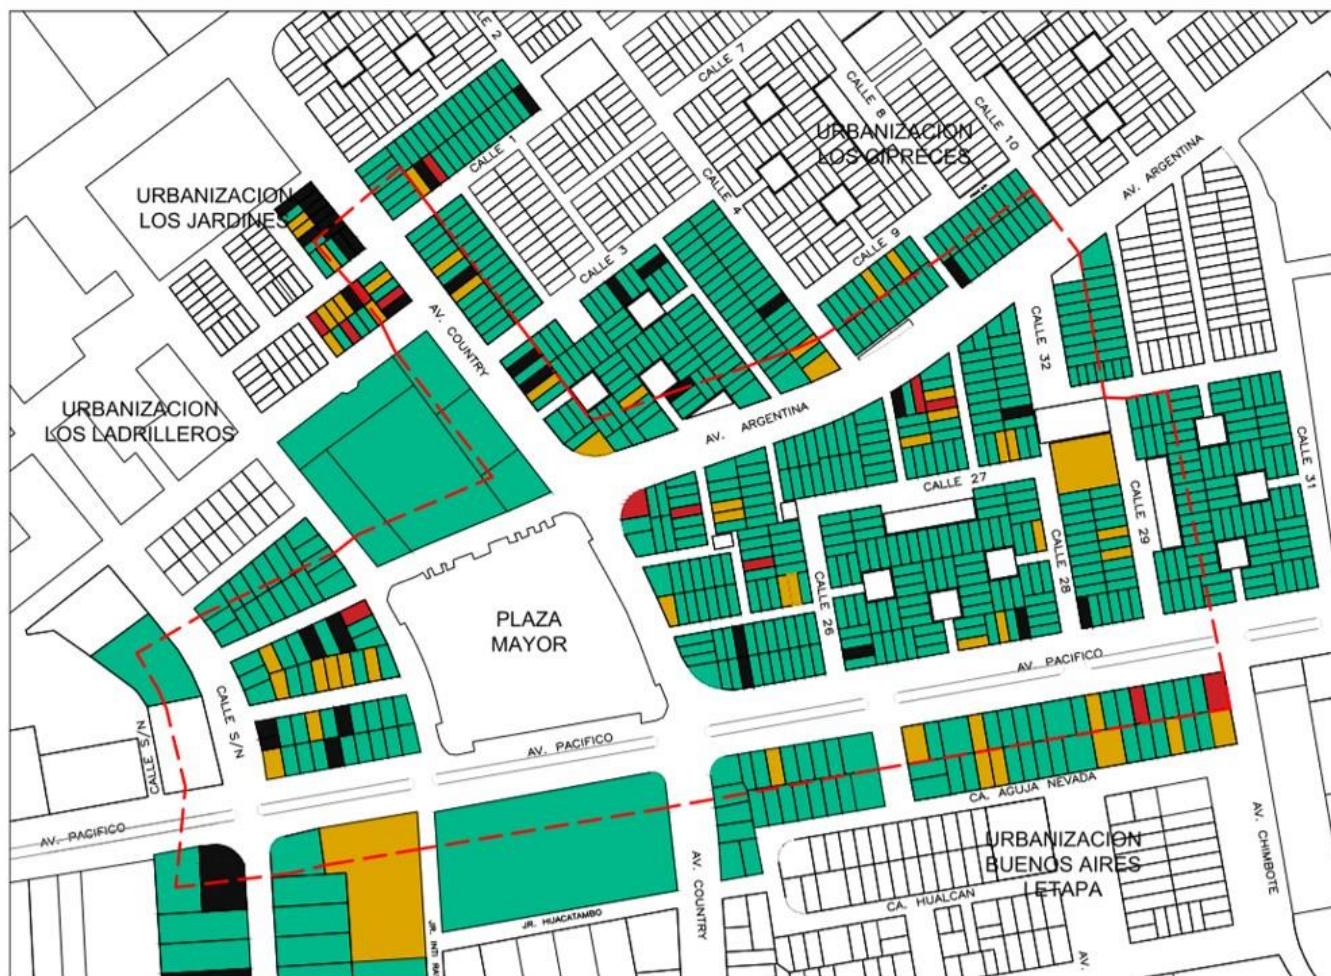 CALLE 2
CALLE 7
CALLE 8
CALLE 10
URBANIZACION
LOS CIPRECES
CALLE 1
AV. ARGENTINA
URBANIZACION
LOS JARDINES
CALLE 4
CALLE 9
CALLE 3
AV. COUNTRY
CALLE 32
URBANIZACION
LOS LADRILLEROS
AV. ARGENTINA
CALLE 27
CALLE 31
CALLE 29
CALLE 28
CALLE 26
PLAZA
MAYOR
AV. PACIFICO
CALLE S/N
CALLE S/N
AV. PACIFICO
CA. AGUJA NEVADA
AV. PACIFICO
URBANIZACION
BUENOS AIRES
I.ETAPA
AV. CHIMBOTE
AV. COUNTRY
CA. HUALCAN
JR. HUACATAMBO
JR. INTI
AV.